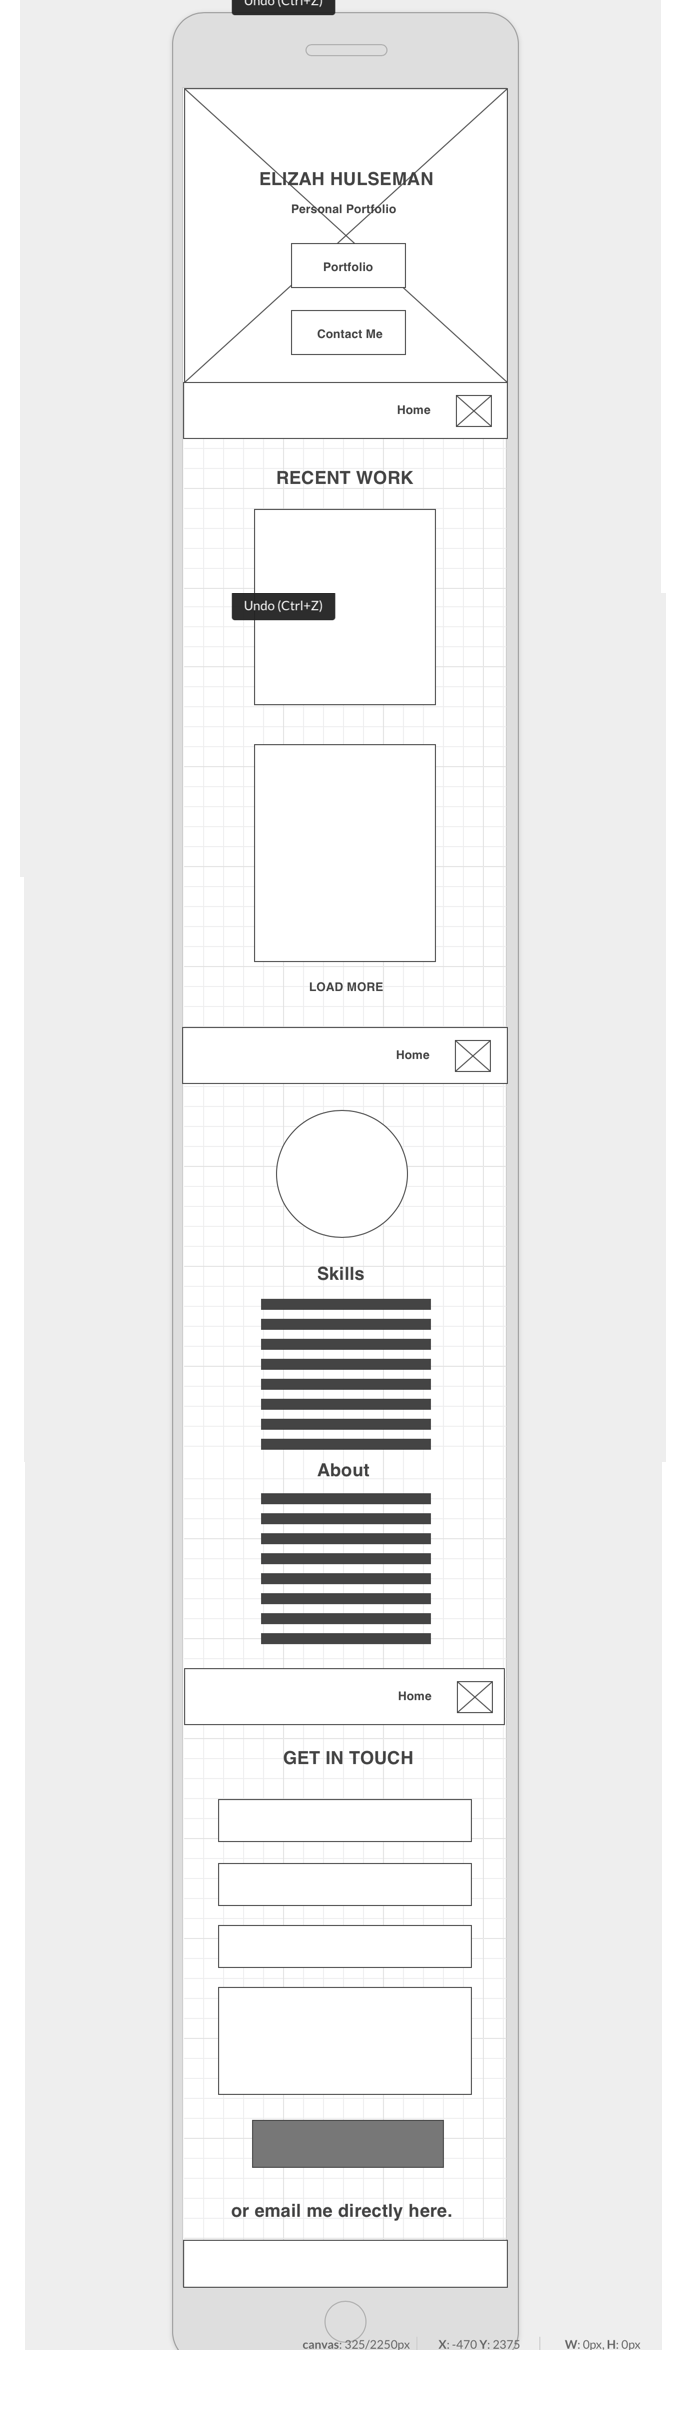 Undo (Ctrl+Z)
ELIZAH HULSEMAN
Personal Portfolio
Portfolio
Contact Me
Home
RECENT WORK
Undo (Ctrl+Z)
LOAD MORE
Home
Skills
About
Home
GET IN TOUCH
or email me directly here.
canvas: 325/2250px X: -470 Y: 2375 W: 0px, H: 0px